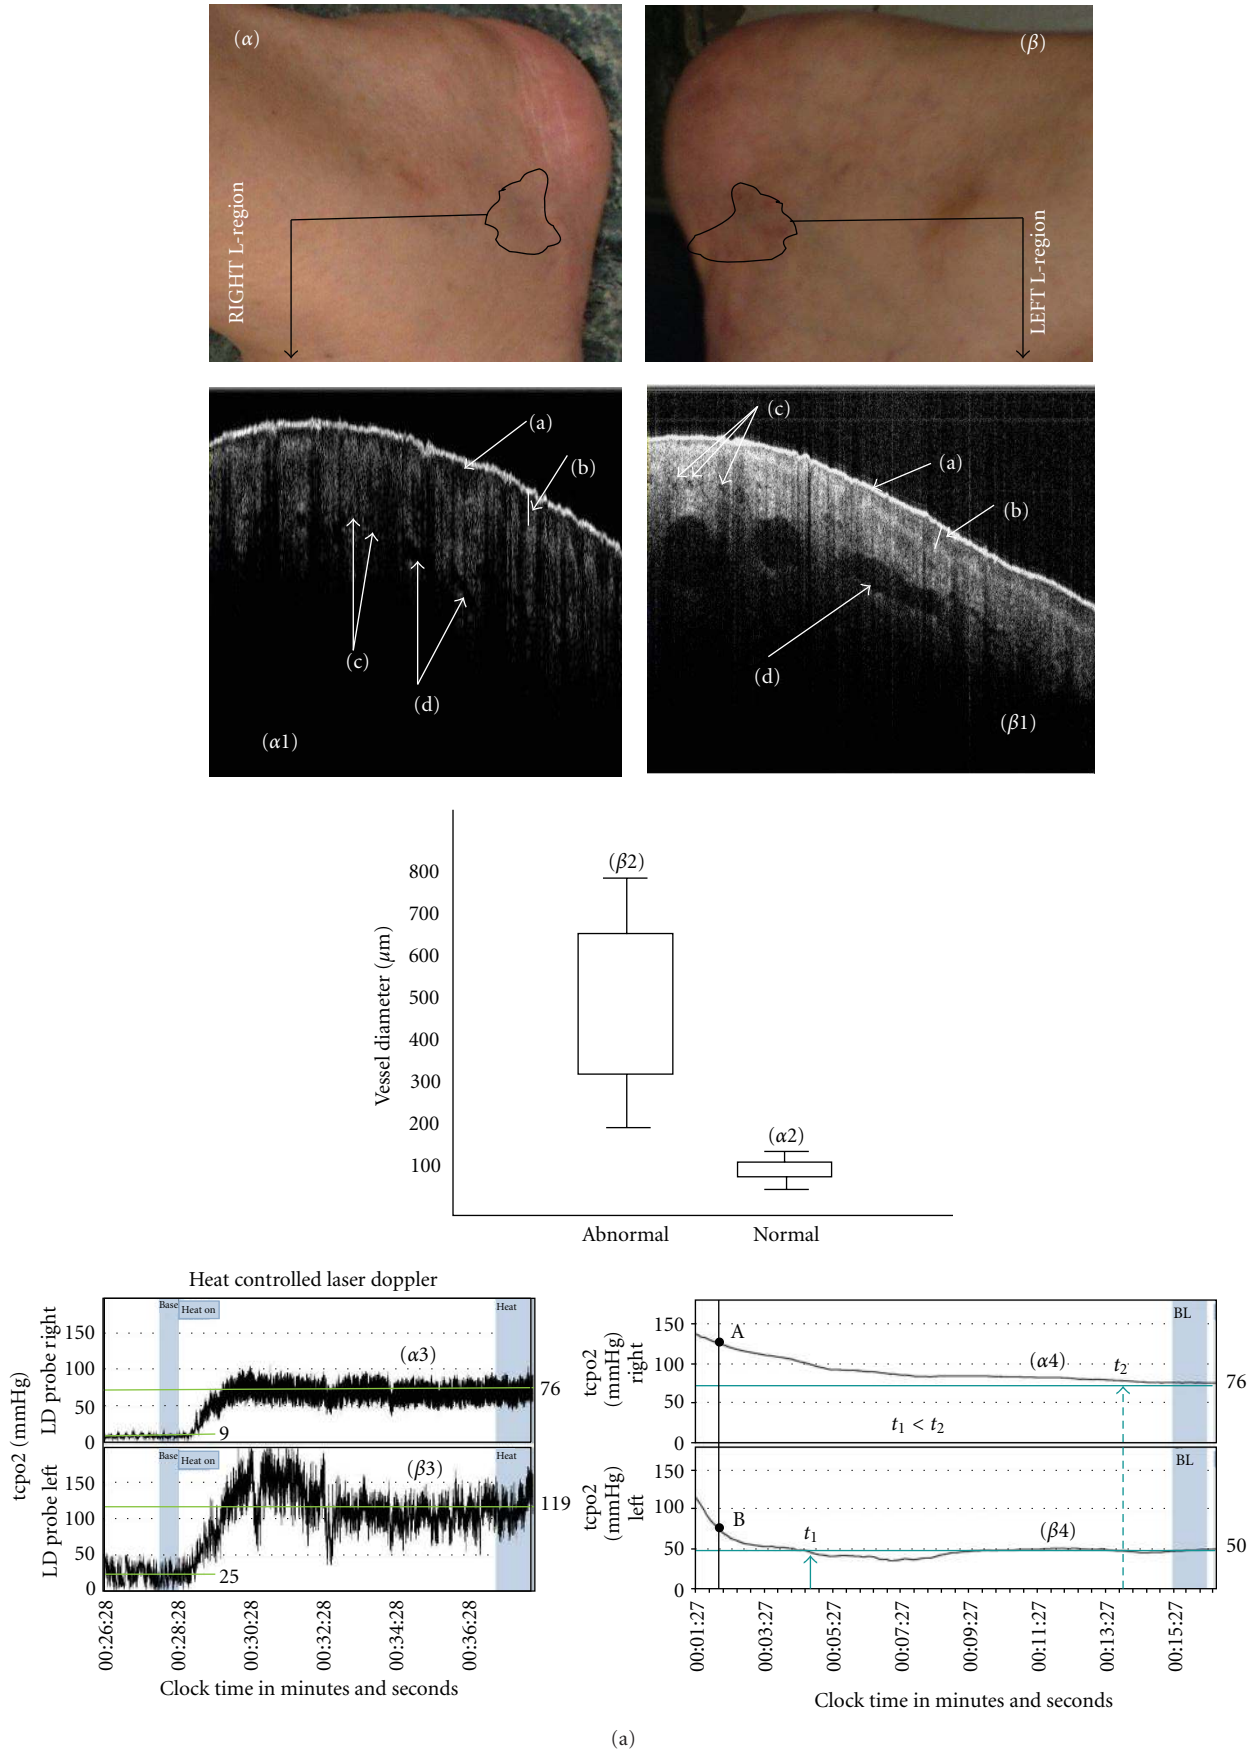 (α)
(β)
RIGHT L-region
LEFT L-region
(a)
(b)
(c)
(d)
(α1)
(c)
(a)
(b)
(d)
(β1)
Vessel diameter (μm)
800
700
600
500
400
300
200
100
(β2)
(α2)
Abnormal
Normal
Heat controlled laser doppler
tcpo2 (mmHg)
LD probe right
150
100
50
0
Base
Heat on
Heat
(α3)
76
9
LD probe left
150
100
50
0
Base
Heat on
(β3)
119
25
00:26:28
00:28:28
00:30:28
00:32:28
00:34:28
00:36:28
Clock time in minutes and seconds
tcpo2
(mmHg)
right
150
100
50
0
A
(α4)
t₂
BL
76
t₁ < t₂
tcpo2
(mmHg)
left
150
100
50
0
B
t₁
(β4)
BL
50
00:01:27
00:03:27
00:05:27
00:07:27
00:09:27
00:11:27
00:13:27
00:15:27
Clock time in minutes and seconds
(a)